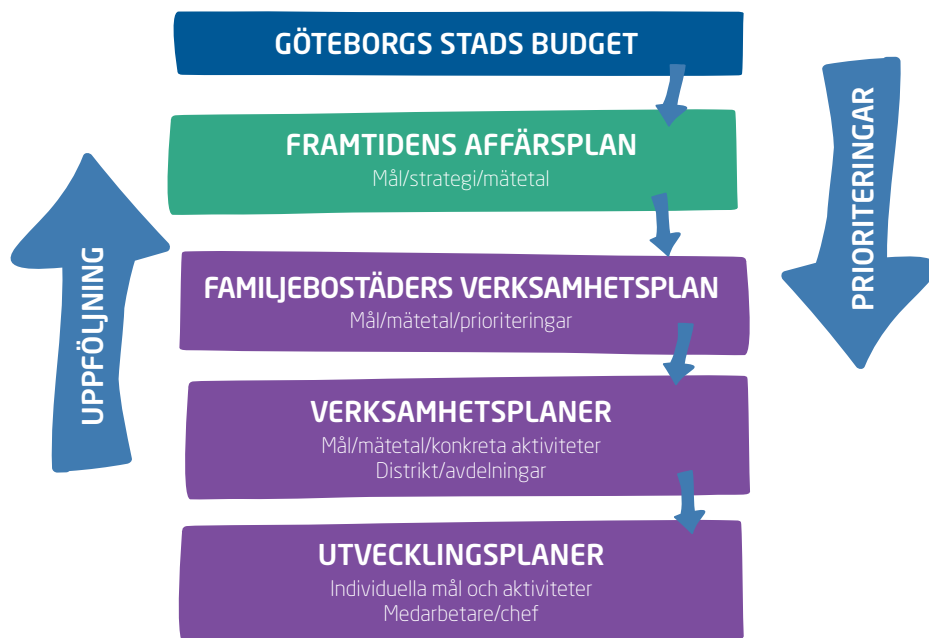 GÖTEBORGS STADS BUDGET
FRAMTIDENS AFFÄRSPLAN
Mål/strategi/mätetal
FAMILJEBOSTÄDERS VERKSAMHETSPLAN
Mål/mätetal/prioriteringar
VERKSAMHETSPLANER
Mål/mätetal/konkreta aktiviteter
Distrikt/avdelningar
UTVECKLINGSPLANER
Individuella mål och aktiviteter
Medarbetare/chef
UPPFÖLJNING
PRIORITERINGAR